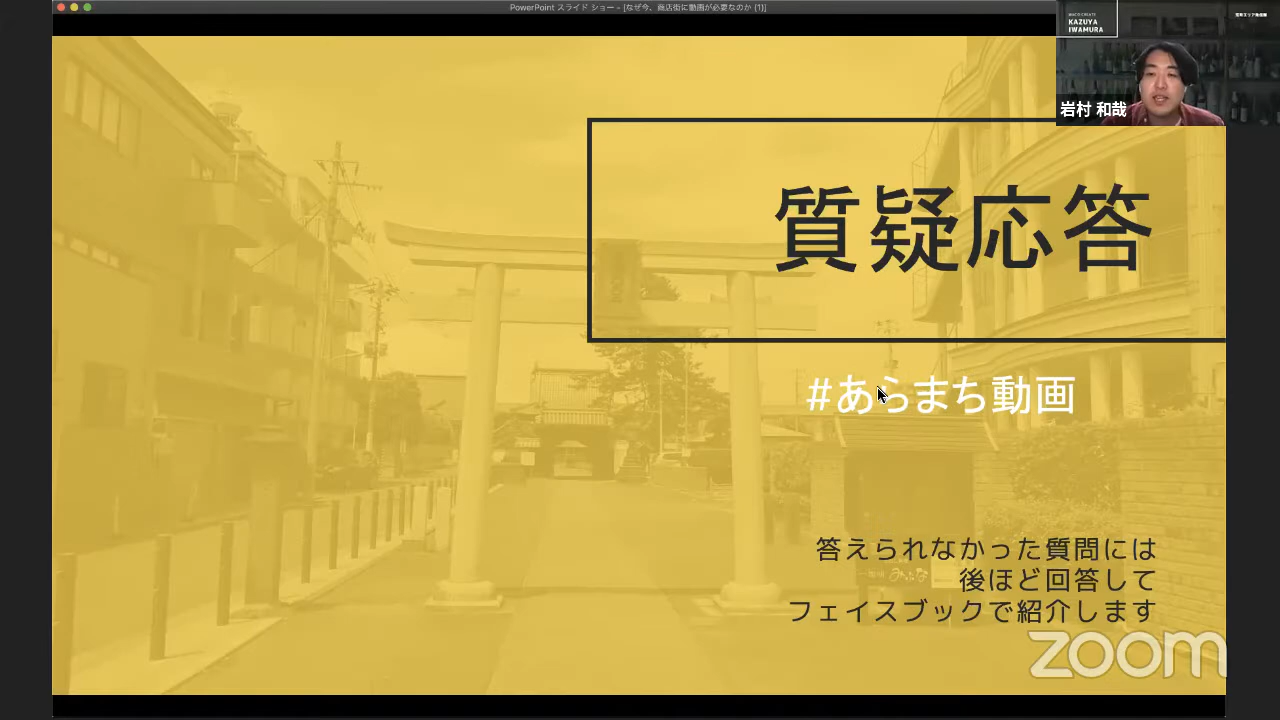 PowerPoint スライド ショー - [なぜ今、商店街に動画が必要なのか (1)]
KAZUYA
IWAMURA
岩村 和哉
質疑応答
#あらまち動画
答えられなかった質問には
後ほど回答して
フェイスブックで紹介します
zoom